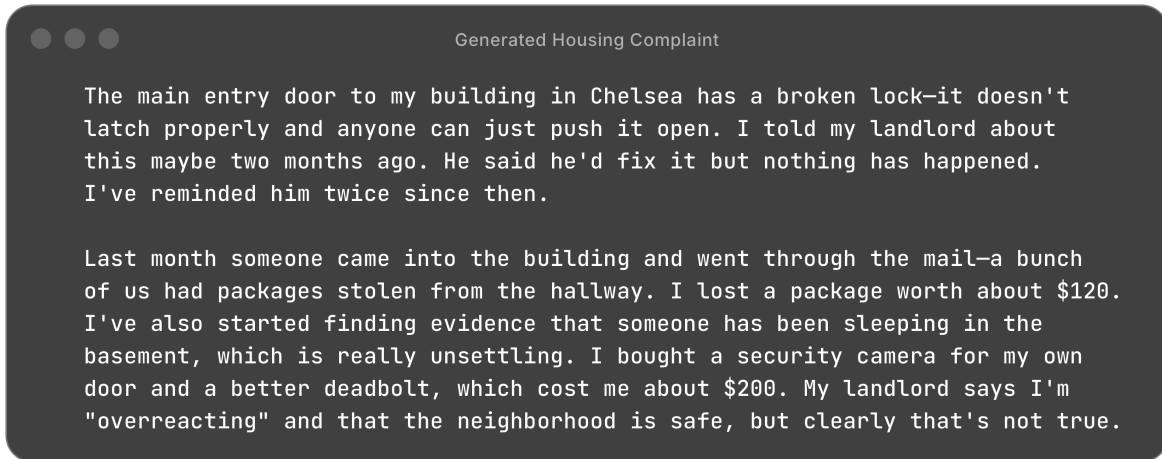 Generated Housing Complaint
The main entry door to my building in Chelsea has a broken lock—it doesn't
latch properly and anyone can just push it open. I told my landlord about
this maybe two months ago. He said he'd fix it but nothing has happened.
I've reminded him twice since then.
Last month someone came into the building and went through the mail—a bunch
of us had packages stolen from the hallway. I lost a package worth about $120.
I've also started finding evidence that someone has been sleeping in the
basement, which is really unsettling. I bought a security camera for my own
door and a better deadbolt, which cost me about $200. My landlord says I'm
"overreacting" and that the neighborhood is safe, but clearly that's not true.